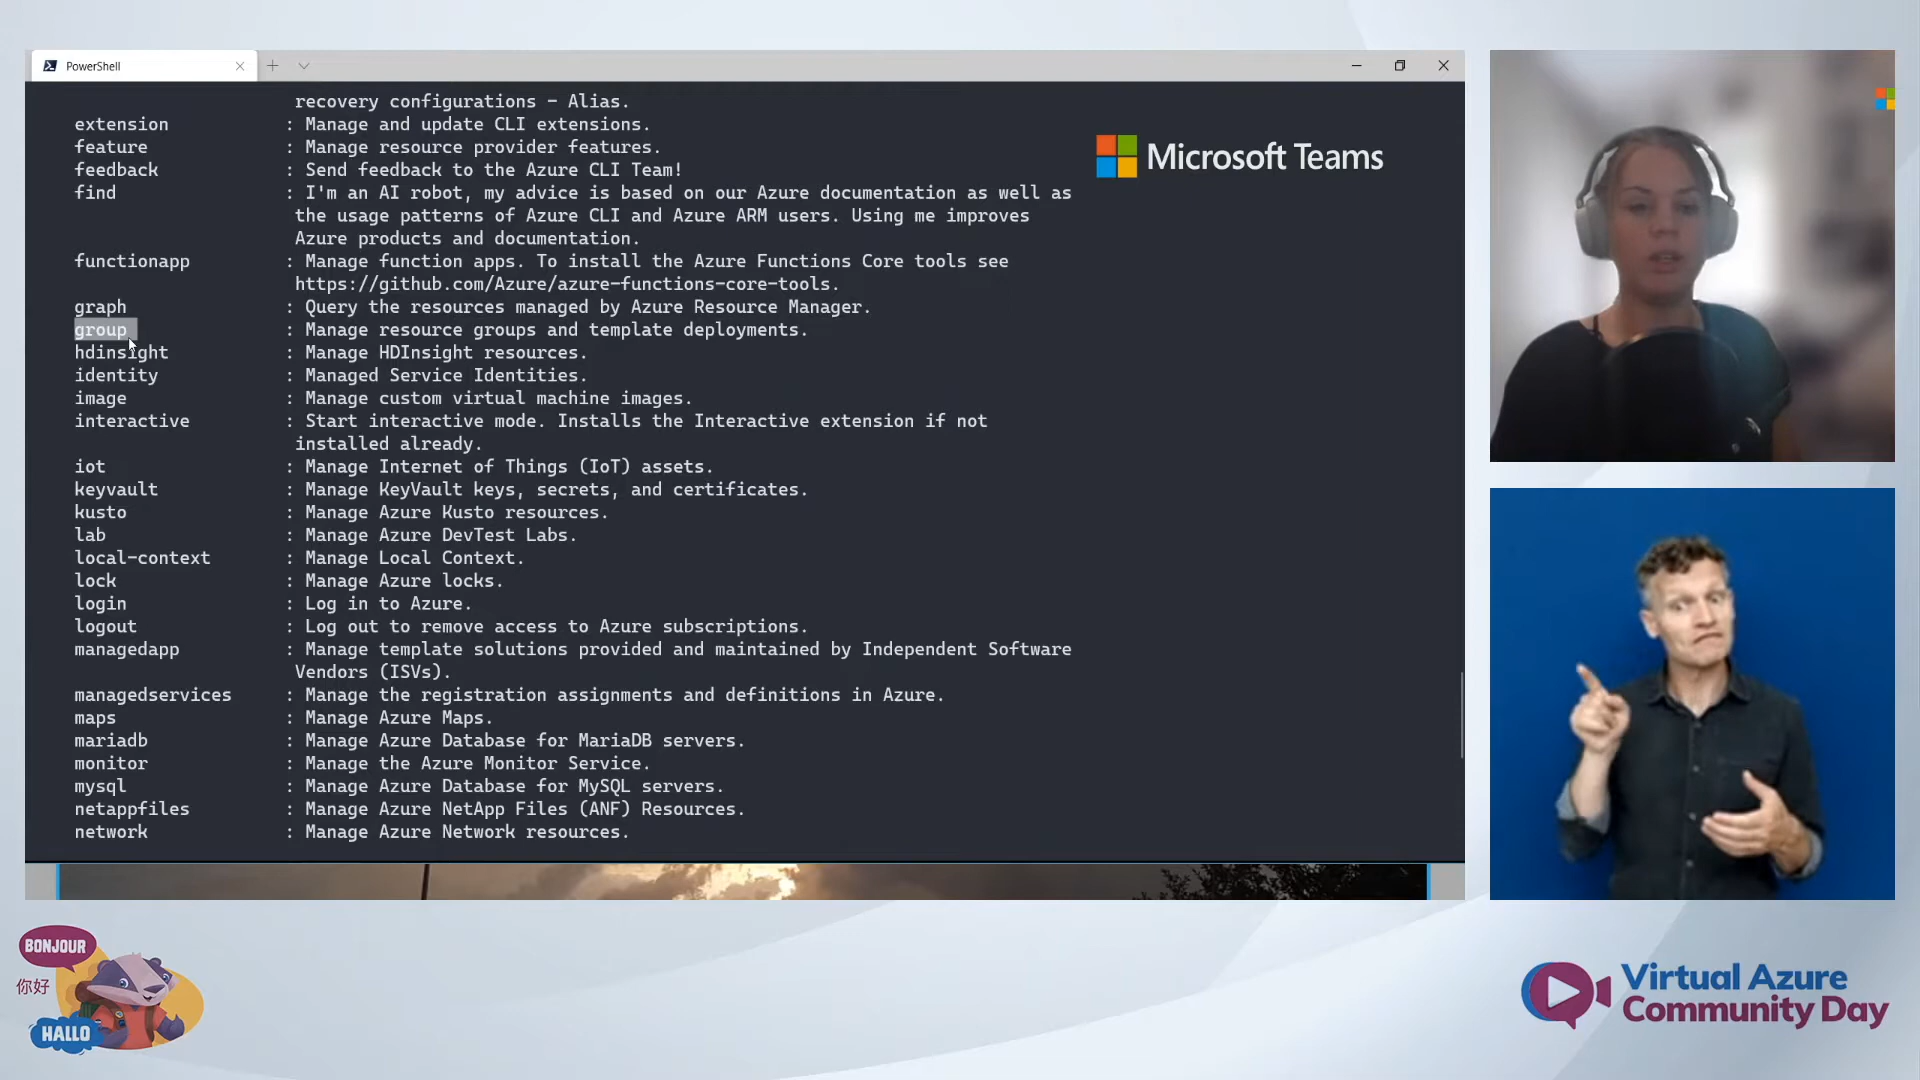 PowerShell
recovery configurations - Alias.
extension : Manage and update CLI extensions.
feature : Manage resource provider features.
feedback : Send feedback to the Azure CLI Team!
find : I'm an AI robot, my advice is based on our Azure documentation as well as
the usage patterns of Azure CLI and Azure ARM users. Using me improves
Azure products and documentation.
functionapp : Manage function apps. To install the Azure Functions Core tools see
https://github.com/Azure/azure-functions-core-tools.
graph : Query the resources managed by Azure Resource Manager.
group : Manage resource groups and template deployments.
hdinsight : Manage HDInsight resources.
identity : Managed Service Identities.
image : Manage custom virtual machine images.
interactive : Start interactive mode. Installs the Interactive extension if not
installed already.
iot : Manage Internet of Things (IoT) assets.
keyvault : Manage KeyVault keys, secrets, and certificates.
kusto : Manage Azure Kusto resources.
lab : Manage Azure DevTest Labs.
local-context : Manage Local Context.
lock : Manage Azure locks.
login : Log in to Azure.
logout : Log out to remove access to Azure subscriptions.
managedapp : Manage template solutions provided and maintained by Independent Software
Vendors (ISVs).
managedservices : Manage the registration assignments and definitions in Azure.
maps : Manage Azure Maps.
mariadb : Manage Azure Database for MariaDB servers.
monitor : Manage the Azure Monitor Service.
mysql : Manage Azure Database for MySQL servers.
netappfiles : Manage Azure NetApp Files (ANF) Resources.
network : Manage Azure Network resources.
Microsoft Teams
BONJOUR
你好
HALLO
Virtual Azure
Community Day